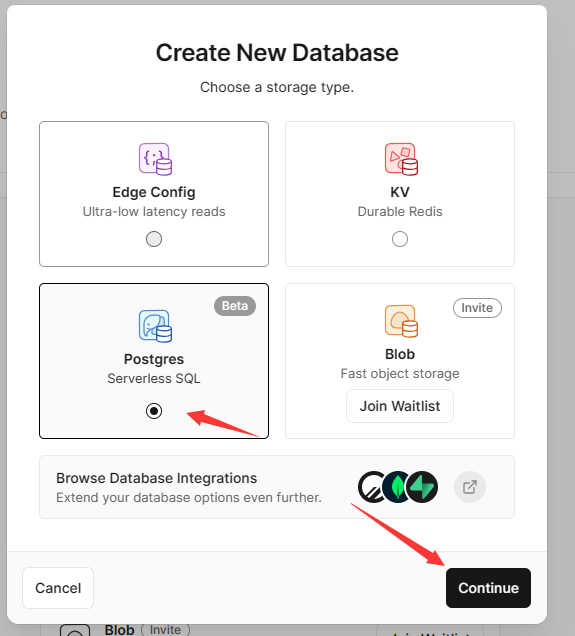 Create New Database
Choose a storage type.
Edge Config
Ultra-low latency reads
KV
Durable Redis
Beta
Postgres
Serverless SQL
Invite
Blob
Fast object storage
Join Waitlist
Browse Database Integrations
Extend your database options even further.
Cancel
Continue
Blob
Invite
Join Waitlist